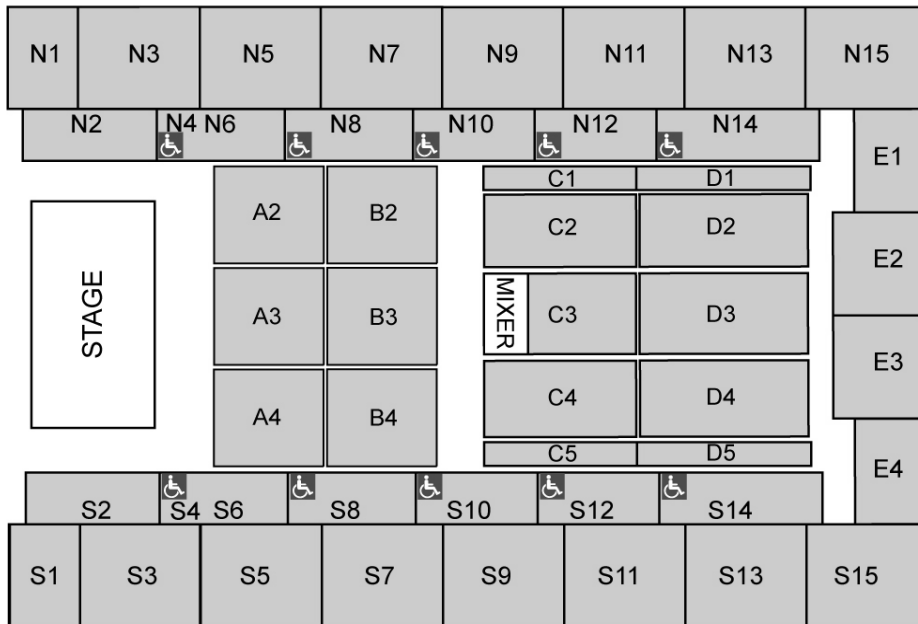 N1 N3 N5 N7 N9 N11 N13 N15
N2 N4 N6 N8 N10 N12 N14
E1
C1 D1
A2 B2 C2 D2
E2
STAGE A3 B3 MIXER C3 D3
E3
A4 B4 C4 D4
C5 D5
E4
S2 S4 S6 S8 S10 S12 S14
S1 S3 S5 S7 S9 S11 S13 S15